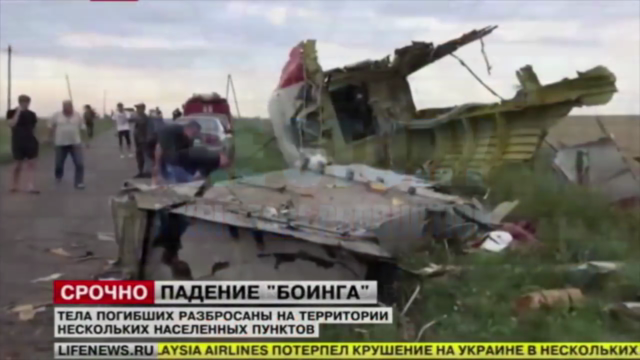 СРОЧНО ПАДЕНИЕ "БОИНГА"
ТЕЛА ПОГИБШИХ РАЗБРОСАНЫ НА ТЕРРИТОРИИ
НЕСКОЛЬКИХ НАСЕЛЕННЫХ ПУНКТОВ
LIFENEWS.RU LAYSIA AIRLINES ПОТЕРПЕЛ КРУШЕНИЕ НА УКРАИНЕ В НЕСКОЛЬКИХ